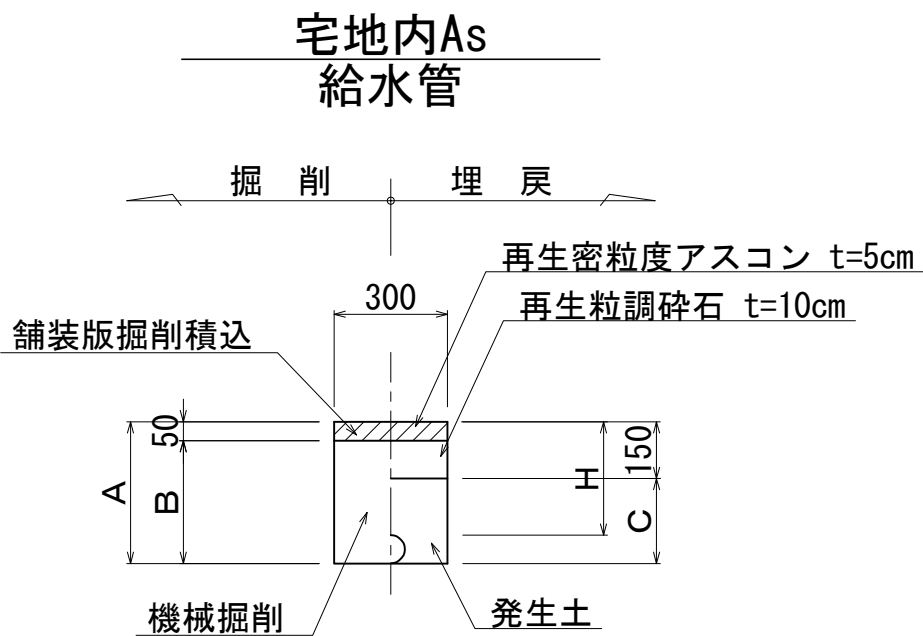 宅地内As
給水管
掘 削
埋 戻
再生密粒度アスコン t=5cm
300
再生粒調砕石 t=10cm
舗装版掘削積込
50
150
A
B
H
C
機械掘削
発生土